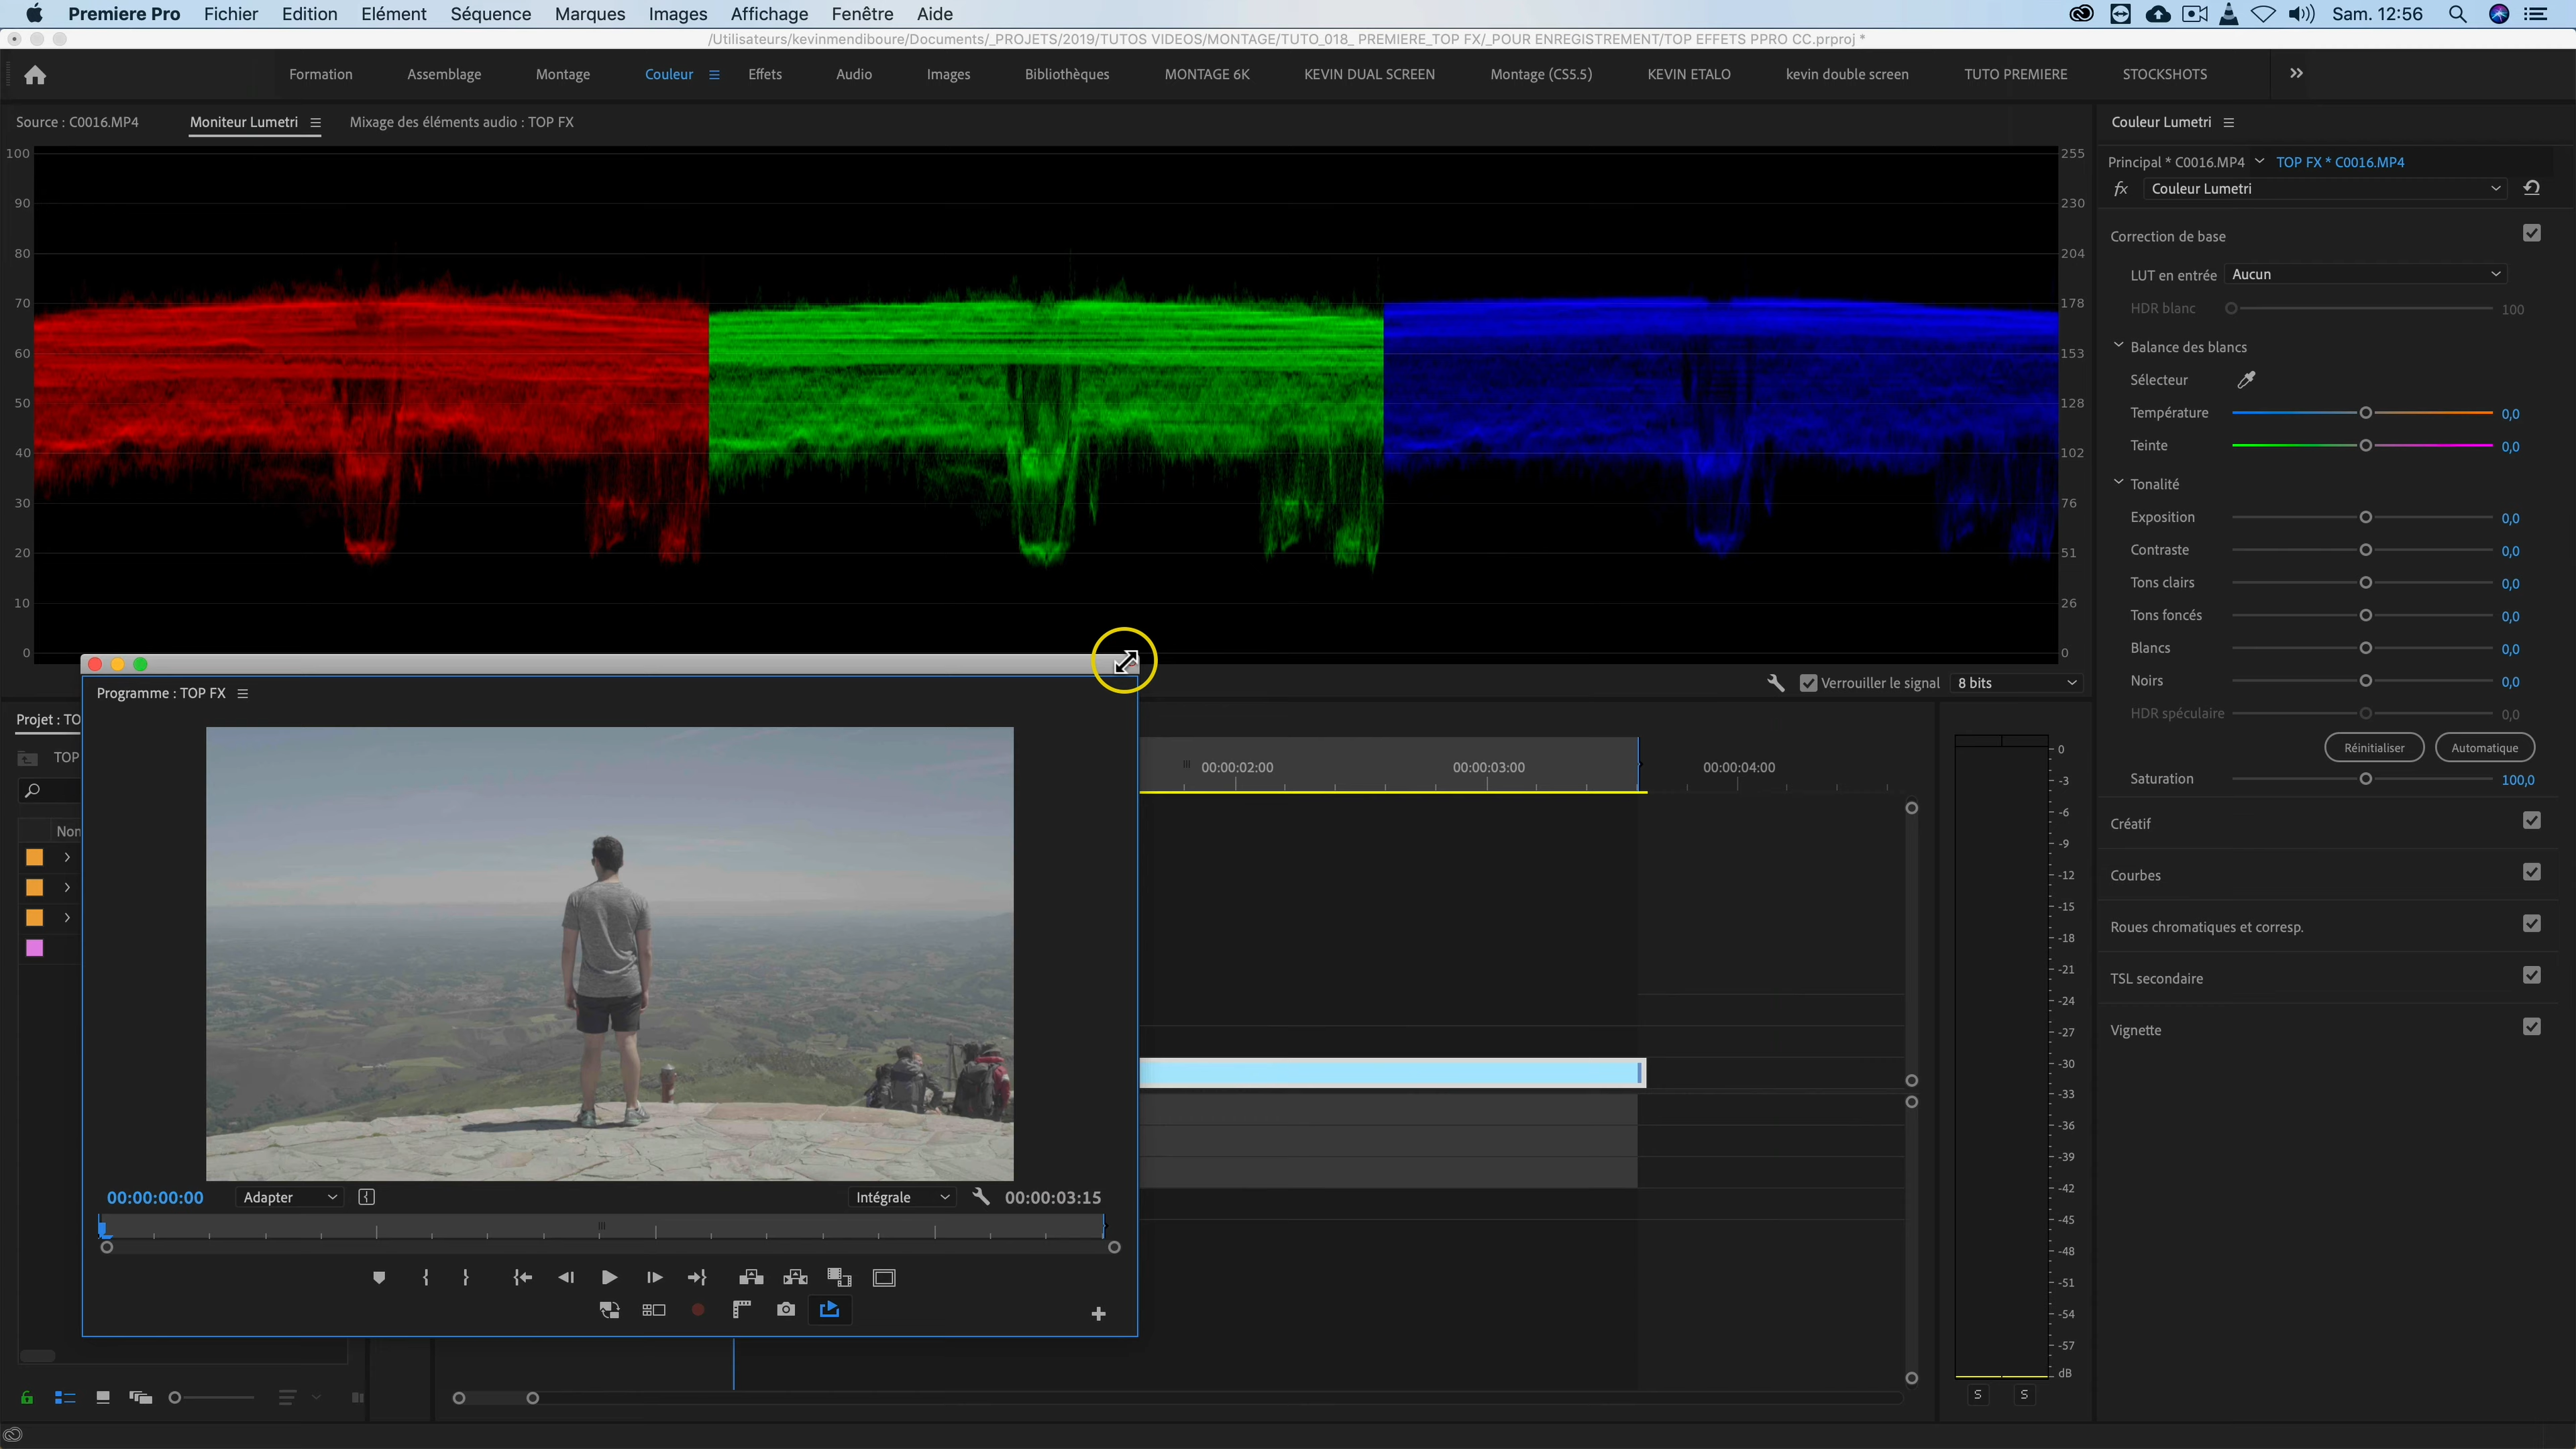 Premiere Pro Fichier Edition Elément Séquence Marques Images Affichage Fenêtre Aide Sam. 12:56
/Utilisateurs/kevinmendiboure/Documents/_PROJETS/2019/TUTOS VIDEOS/MONTAGE/TUTO_018_ PREMIERE_TOP FX/_POUR ENREGISTREMENT/TOP EFFETS PPRO CC.prproj *
Formation Assemblage Montage Couleur Effets Audio Images Bibliothèques MONTAGE 6K KEVIN DUAL SCREEN Montage (CS5.5) KEVIN ETALO kevin double screen TUTO PREMIERE STOCKSHOTS
Source : C0016.MP4 Moniteur Lumetri Mixage des éléments audio : TOP FX
100 255
90 230
80 204
70 178
60 153
50 128
40 102
30 76
20 51
10 26
0 0
Verrouiller le signal 8 bits
Couleur Lumetri
Principal * C0016.MP4 TOP FX * C0016.MP4
fx Couleur Lumetri
Correction de base
LUT en entrée Aucun
HDR blanc 100
Balance des blancs
Sélecteur
Température 0,0
Teinte 0,0
Tonalité
Exposition 0,0
Contraste 0,0
Tons clairs 0,0
Tons foncés 0,0
Blancs 0,0
Noirs 0,0
HDR spéculaire 0,0
Réinitialiser Automatique
Saturation 100,0
Créatif
Courbes
Roues chromatiques et corresp.
TSL secondaire
Vignette
Projet : TO
TOP
Non
Programme : TOP FX
00:00:00:00 Adapter Intégrale 00:00:03:15
00:00:02:00 00:00:03:00 00:00:04:00
0
-3
-6
-9
-12
-15
-18
-21
-24
-27
-30
-33
-36
-39
-42
-45
-48
-51
-54
-57
dB
S S